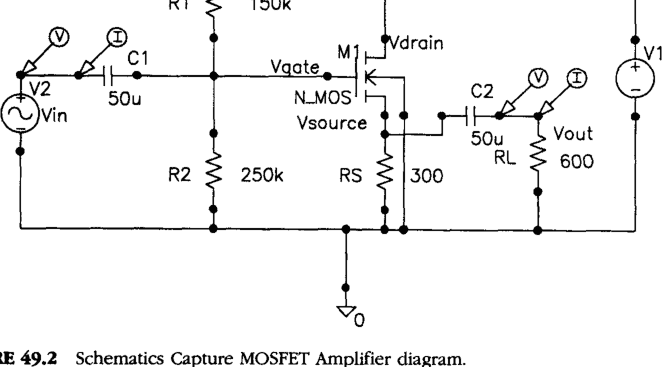 R1
150k
V
I
C1
M1
Vdrain
V1
+
-
V2
+
Vgate
V
I
C2
50u
N_MOS
Vin
-
Vsource
50u
Vout
R2
250k
RS
300
RL
600
0
RE 49.2 Schematics Capture MOSFET Amplifier diagram.